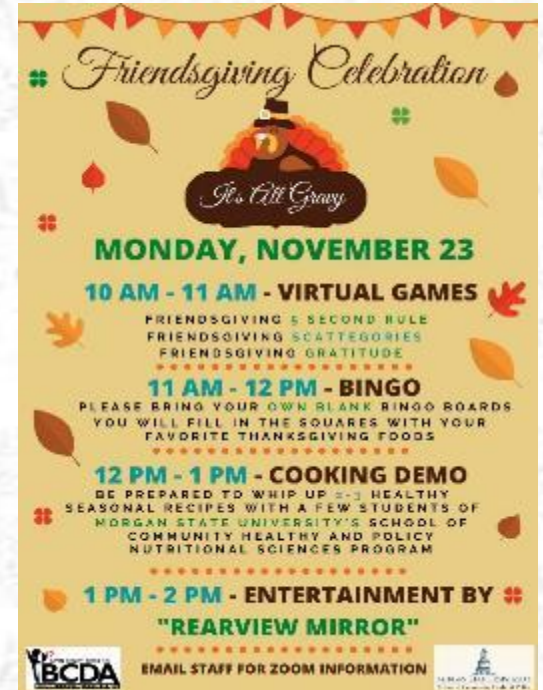 Friendsgiving Celebration
It's All Gravy
MONDAY, NOVEMBER 23
10 AM - 11 AM - VIRTUAL GAMES
FRIENDSGIVING 5 SECOND RULE
FRIENDSGIVING SCATTEGORIES
FRIENDSGIVING GRATITUDE
11 AM - 12 PM - BINGO
PLEASE BRING YOUR OWN BLANK BINGO BOARDS
YOU WILL FILL IN THE SQUARES WITH YOUR
FAVORITE THANKSGIVING FOODS
12 PM - 1 PM - COOKING DEMO
BE PREPARED TO WHIP UP 2-3 HEALTHY
SEASONAL RECIPES WITH A FEW STUDENTS OF
MORGAN STATE UNIVERSITY'S SCHOOL OF
COMMUNITY HEALTHY AND POLICY
NUTRITIONAL SCIENCES PROGRAM
1 PM - 2 PM - ENTERTAINMENT BY
"REARVIEW MIRROR"
BCDA
EMAIL STAFF FOR ZOOM INFORMATION